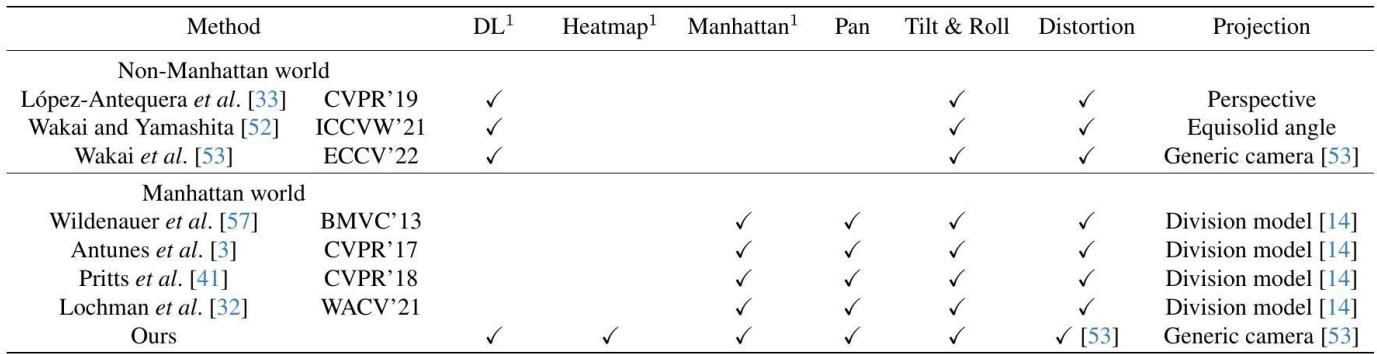 Method DL¹ Heatmap¹ Manhattan¹ Pan Tilt & Roll Distortion Projection
Non-Manhattan world
López-Antequera et al. [33] CVPR'19 ✓ ✓ ✓ Perspective
Wakai and Yamashita [52] ICCVW'21 ✓ ✓ ✓ Equisolid angle
Wakai et al. [53] ECCV'22 ✓ ✓ ✓ Generic camera [53]
Manhattan world
Wildenauer et al. [57] BMVC'13 ✓ ✓ ✓ ✓ Division model [14]
Antunes et al. [3] CVPR'17 ✓ ✓ ✓ ✓ Division model [14]
Pritts et al. [41] CVPR'18 ✓ ✓ ✓ ✓ Division model [14]
Lochman et al. [32] WACV'21 ✓ ✓ ✓ ✓ Division model [14]
Ours ✓ ✓ ✓ ✓ ✓ ✓ [53] Generic camera [53]